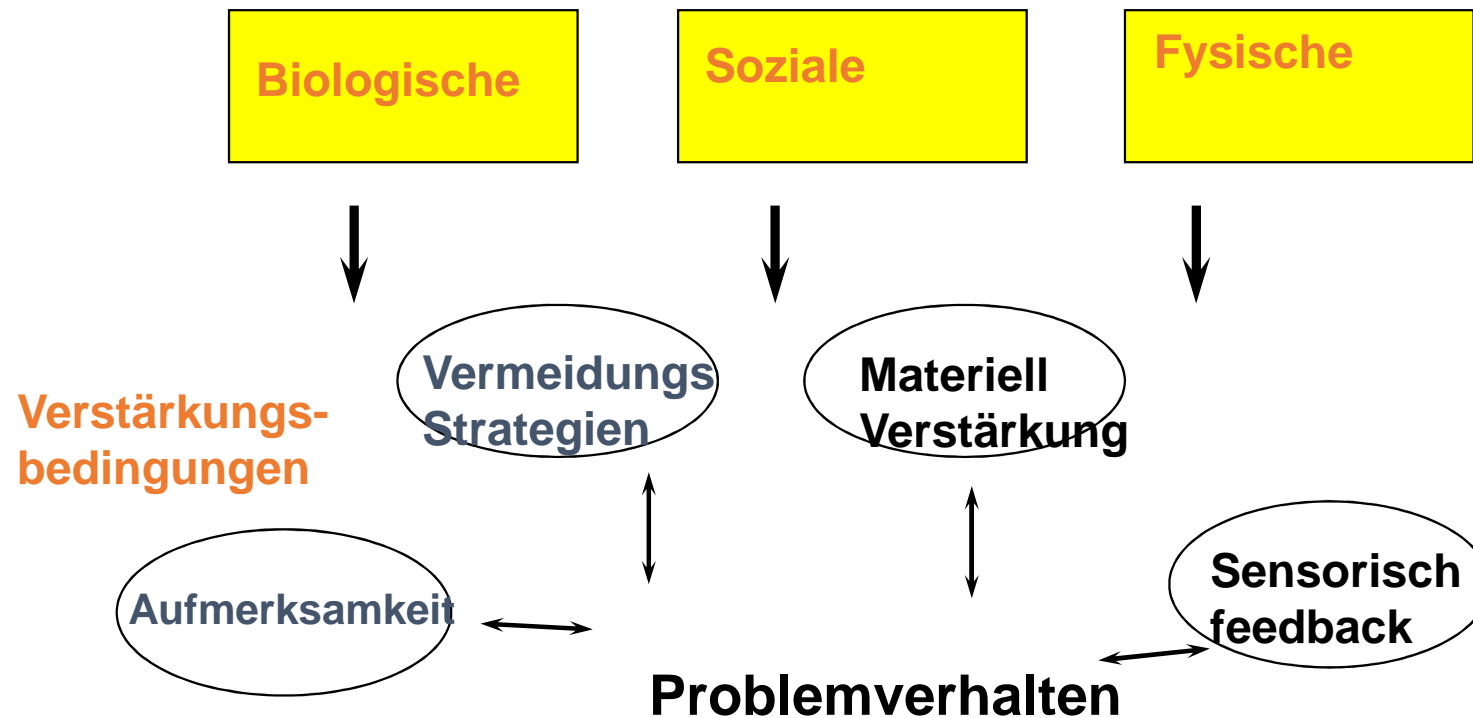 Biologische
Soziale
Fysische
Vermeidungs
Strategien
Materiell
Verstärkung
Verstärkungs-
bedingungen
Aufmerksamkeit
Sensorisch
feedback
Problemverhalten